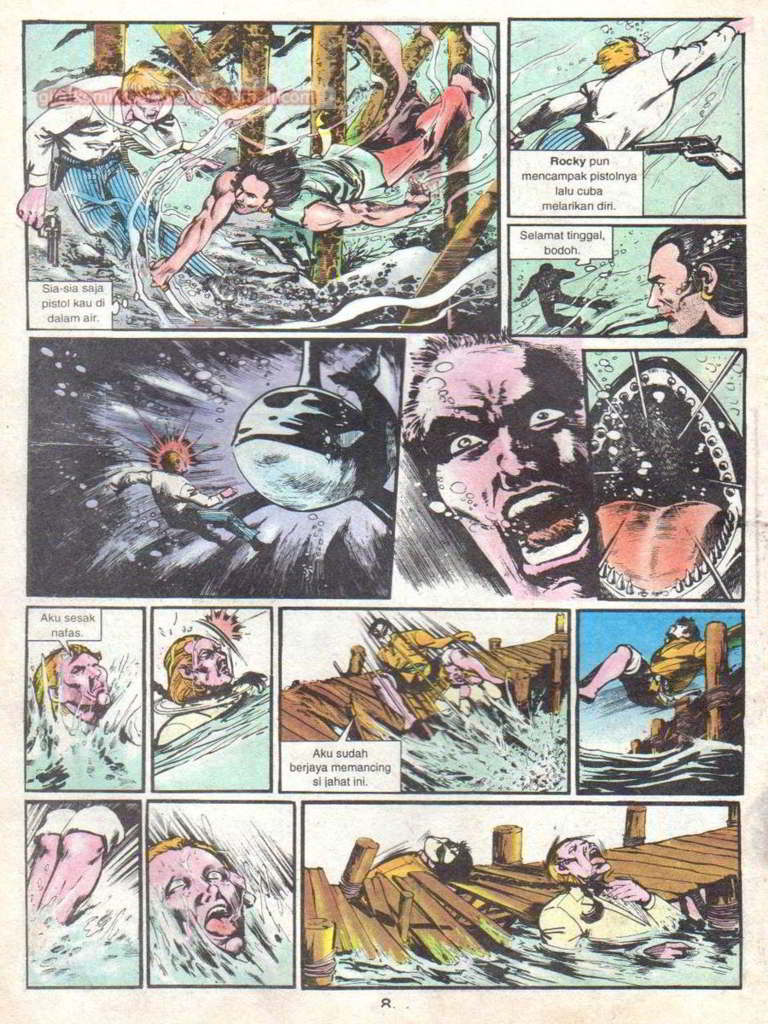 Sia-sia saja
pistol kau di
dalam air.
Rocky pun
mencampak pistolnya
lalu cuba
melarikan diri.
Selamat tinggal,
bodoh.
Aku sesak
nafas.
Aku sudah
berjaya memancing
si jahat ini.
8.